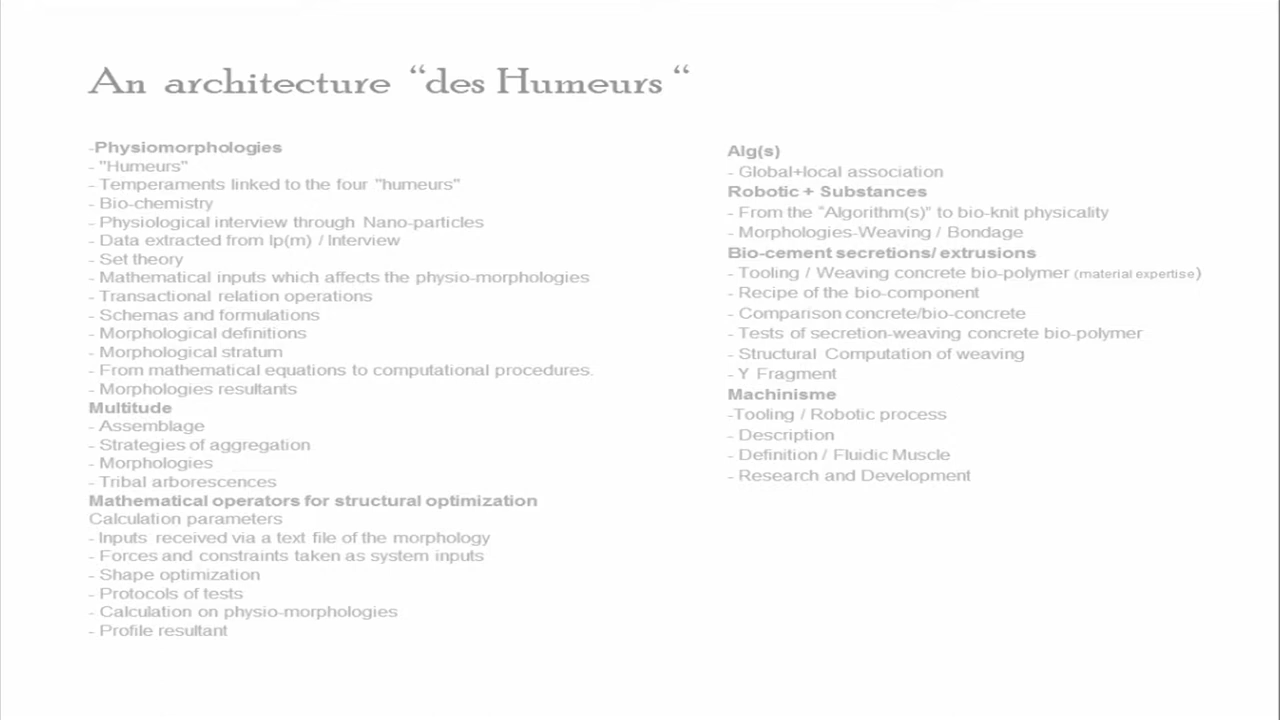 An architecture “des Humeurs “
-Physiomorphologies
- "Humeurs"
- Temperaments linked to the four "humeurs"
- Bio-chemistry
- Physiological interview through Nano-particles
- Data extracted from Ip(m) / Interview
- Set theory
- Mathematical inputs which affects the physio-morphologies
- Transactional relation operations
- Schemas and formulations
- Morphological definitions
- Morphological stratum
- From mathematical equations to computational procedures.
- Morphologies resultants
Multitude
- Assemblage
- Strategies of aggregation
- Morphologies
- Tribal arborescences
Mathematical operators for structural optimization
Calculation parameters
- Inputs received via a text file of the morphology
- Forces and constraints taken as system inputs
- Shape optimization
- Protocols of tests
- Calculation on physio-morphologies
- Profile resultant
Alg(s)
- Global+local association
Robotic + Substances
- From the “Algorithm(s)” to bio-knit physicality
- Morphologies-Weaving / Bondage
Bio-cement secretions/ extrusions
- Tooling / Weaving concrete bio-polymer (material expertise)
- Recipe of the bio-component
- Comparison concrete/bio-concrete
- Tests of secretion-weaving concrete bio-polymer
- Structural Computation of weaving
- Y Fragment
Machinisme
-Tooling / Robotic process
- Description
- Definition / Fluidic Muscle
- Research and Development